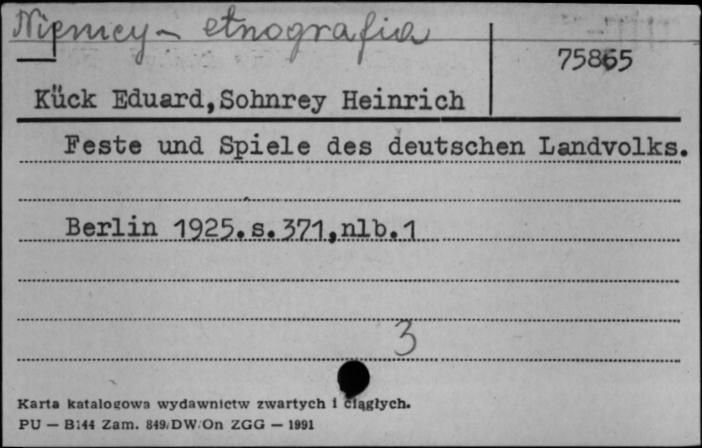 Niemcy - etnografia
75865
Kück Eduard,Sohnrey Heinrich
Feste und Spiele des deutschen Landvolks.
Berlin 1925.s.371,nlb.1
3
Karta katalogowa wydawnictw zwartych i ciągłych.
PU — B144 Zam. 849/DW/On ZGG — 1991